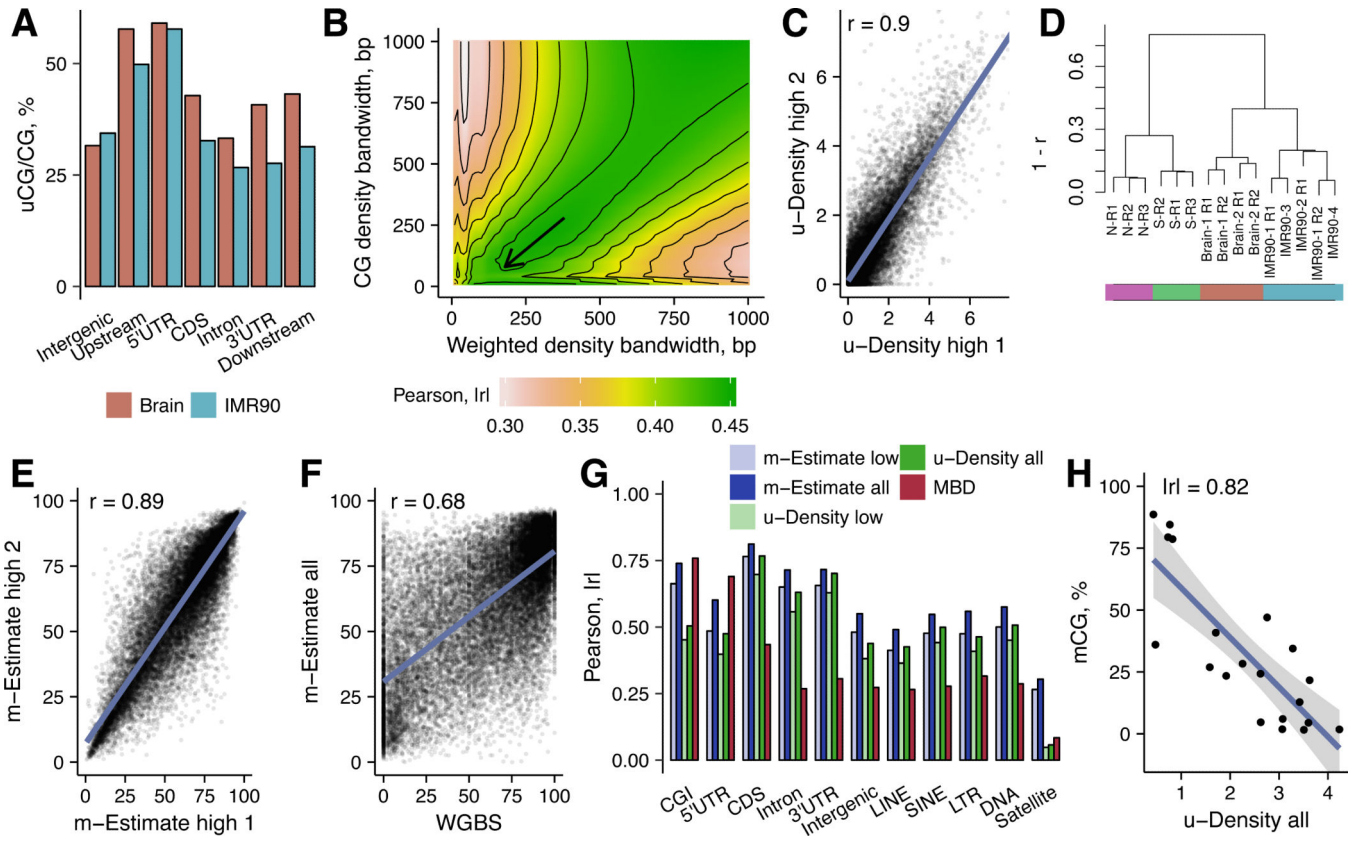 A
uCG/CG, %
50
25
0
Intergenic
Upstream
5'UTR
CDS
Intron
3'UTR
Downstream
Brain
IMR90
B
CG density bandwidth, bp
1000
750
500
250
0
0 250 500 750 1000
Weighted density bandwidth, bp
Pearson, lrl
0.30 0.35 0.40 0.45
C
r = 0.9
u−Density high 2
6
4
2
0
0 2 4 6
u−Density high 1
D
1 - r
0.6
0.3
0.0
N-R1
N-R2
N-R3
S-R2
S-R1
S-R3
Brain-1 R1
Brain-1 R2
Brain-2 R1
Brain-2 R2
IMR90-1 R1
IMR90-3
IMR90-2 R1
IMR90-1 R2
IMR90-4
E
r = 0.89
m−Estimate high 2
100
75
50
25
0
0 25 50 75 100
m−Estimate high 1
F
r = 0.68
m−Estimate all
100
75
50
25
0
0 25 50 75 100
WGBS
G
m−Estimate low
m−Estimate all
u−Density low
u−Density all
MBD
Pearson, lrl
1.00
0.75
0.50
0.25
0.00
CGI
5'UTR
CDS
Intron
3'UTR
Intergenic
LINE
SINE
LTR
DNA
Satellite
H
lrl = 0.82
mCG, %
100
75
50
25
0
1 2 3 4
u−Density all